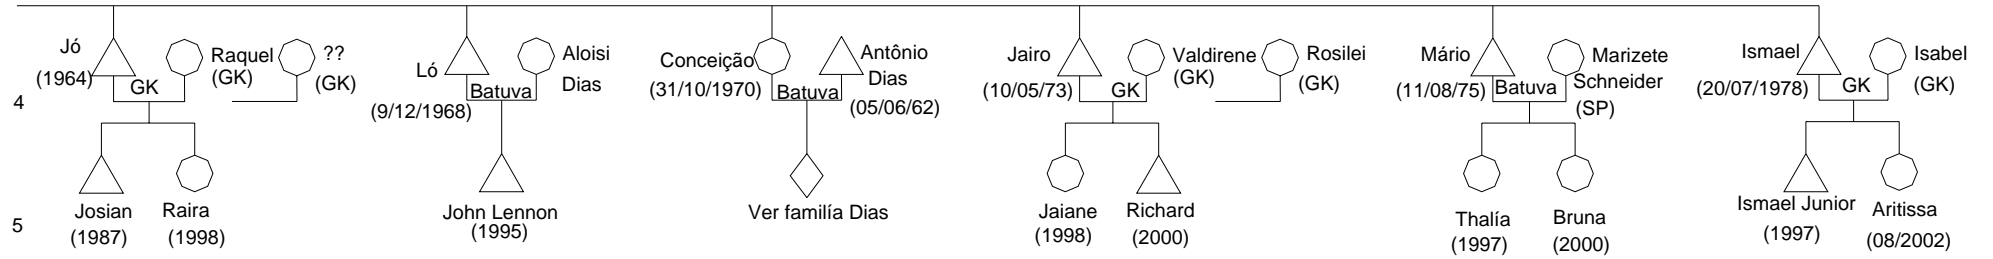 4
Jó
(1964)
GK
Raquel
(GK)
??
(GK)
Ló
(9/12/1968)
Batuva
Aloisi
Dias
Conceição
(31/10/1970)
Batuva
Antônio
Dias
(05/06/62)
Jairo
(10/05/73)
GK
Valdirene
(GK)
Rosilei
(GK)
Mário
(11/08/75)
Batuva
Marizete
Schneider
(SP)
Ismael
(20/07/1978)
GK
Isabel
(GK)
5
Josian
(1987)
Raira
(1998)
John Lennon
(1995)
Ver familía Dias
Jaiane
(1998)
Richard
(2000)
Thalía
(1997)
Bruna
(2000)
Ismael Junior
(1997)
Aritissa
(08/2002)